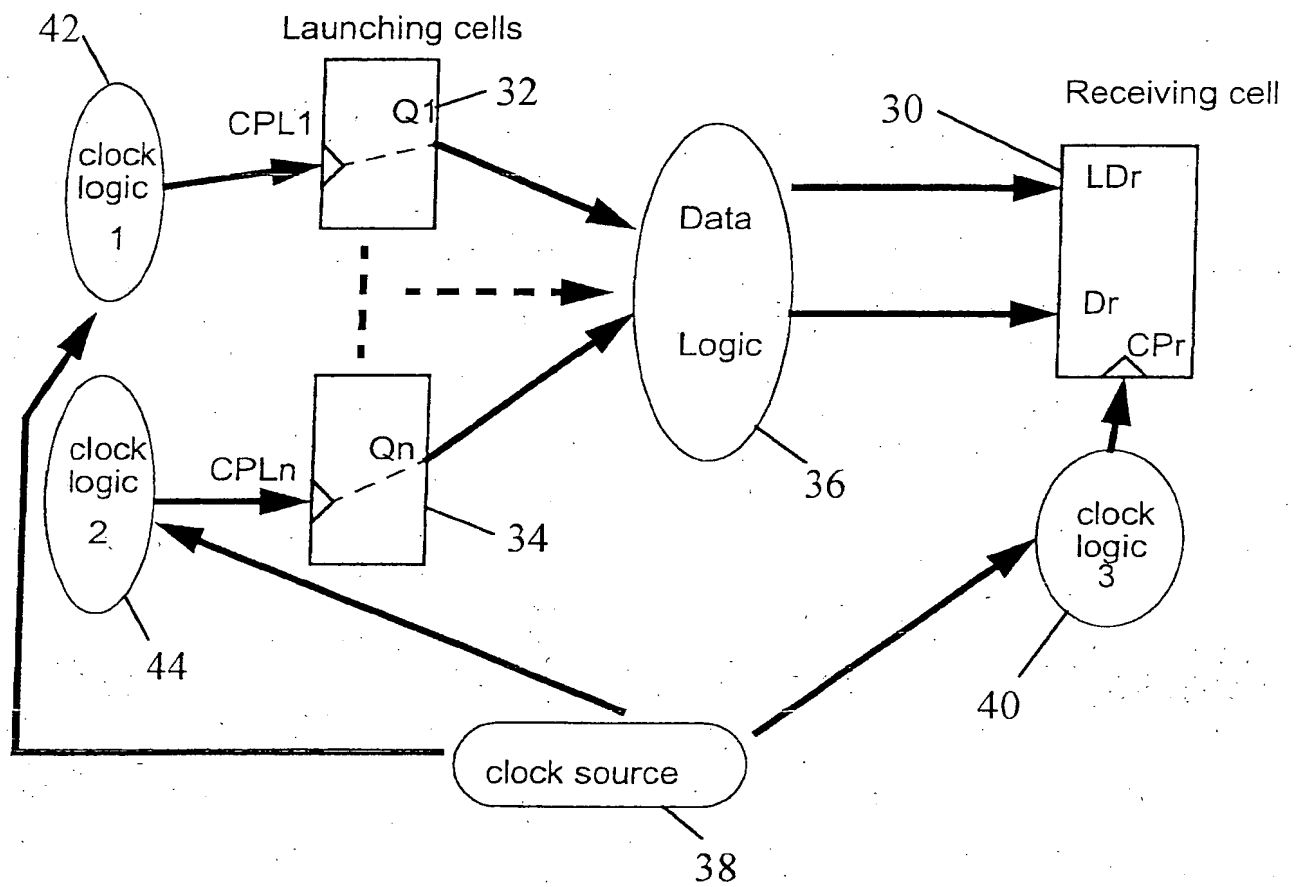 42
Launching cells
32
Receiving cell
30
CPL1
Q1
clock
logic
1
LDr
Data
Logic
Dr
CPr
clock
logic
2
CPLn
Qn
36
34
clock
logic
3
44
40
clock source
38